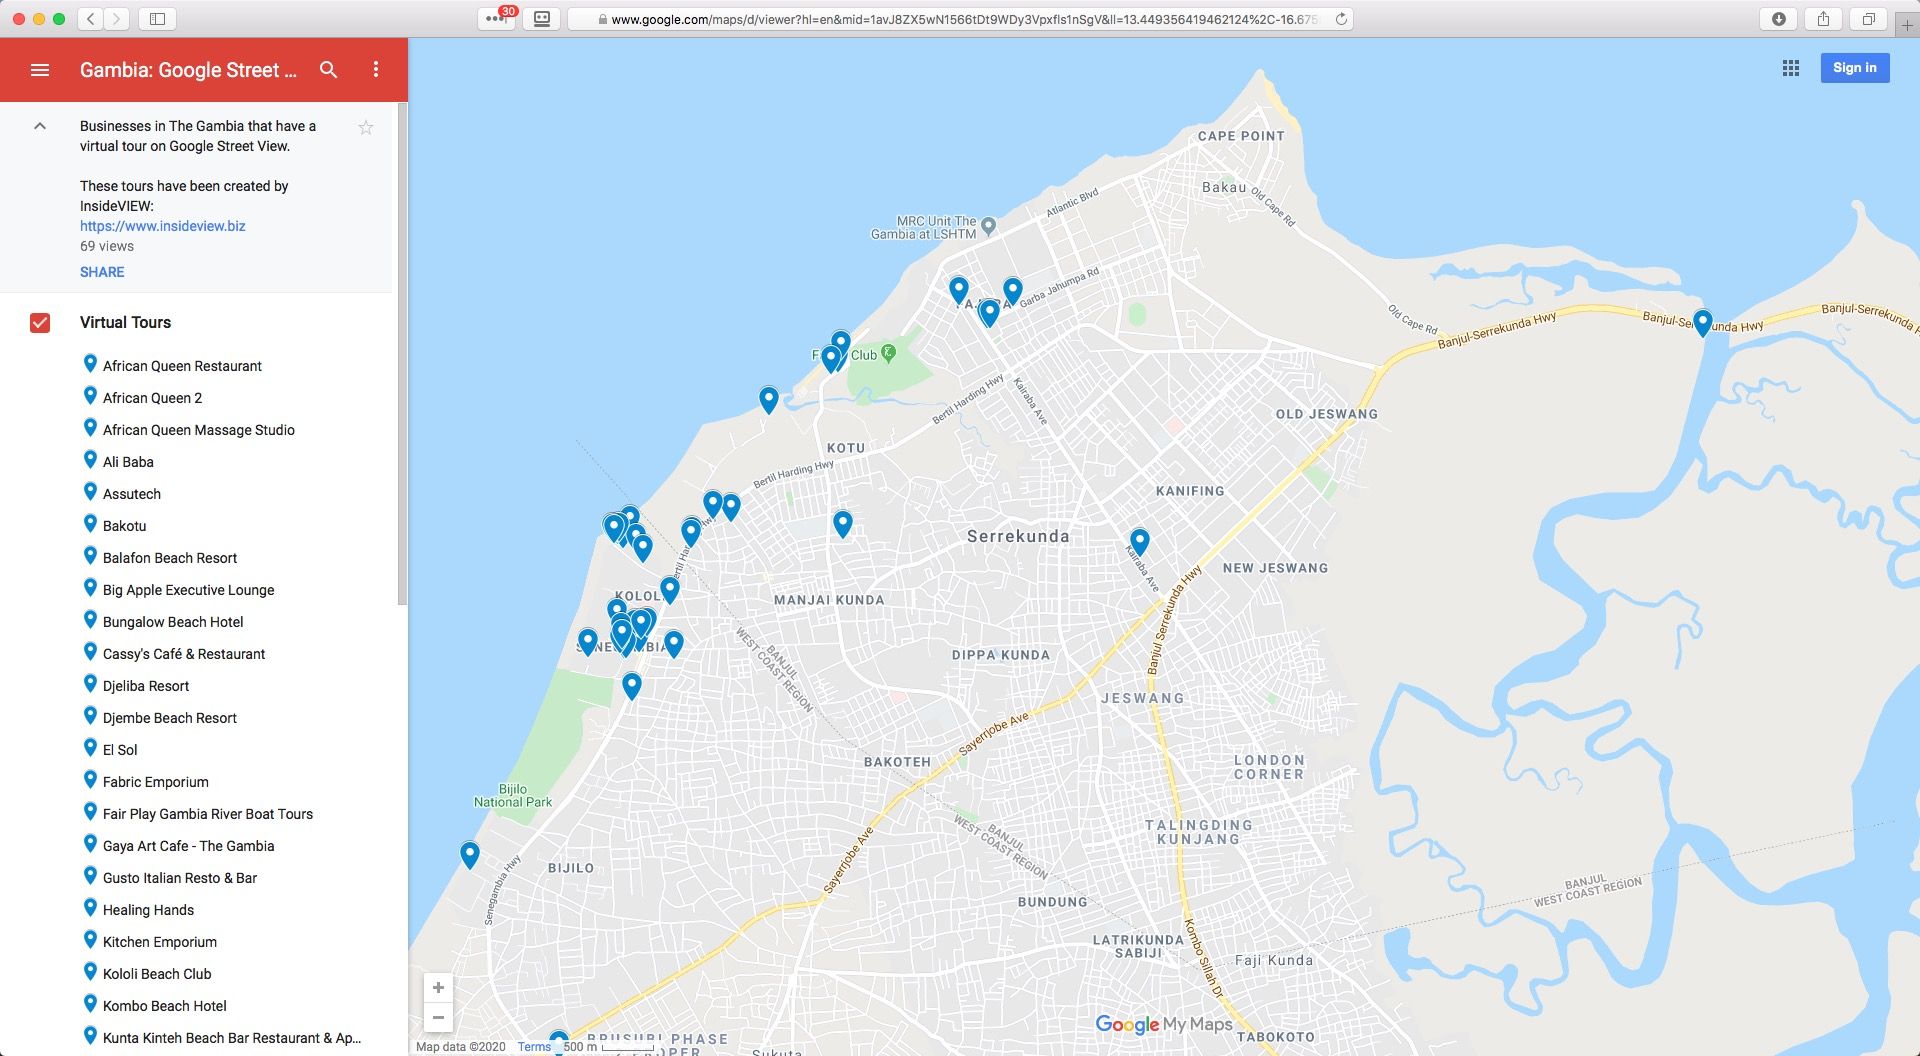 30
www.google.com/maps/d/viewer?hl=en&mid=1avJ8ZX5wN1566tDt9WDy3Vpxfls1nSgV&ll=13.449356419462124%2C-16.675
Gambia: Google Street ...
Sign in
Businesses in The Gambia that have a
virtual tour on Google Street View.
These tours have been created by
InsideVIEW:
https://www.insideview.biz
69 views
SHARE
Virtual Tours
African Queen Restaurant
African Queen 2
African Queen Massage Studio
Ali Baba
Assutech
Bakotu
Balafon Beach Resort
Big Apple Executive Lounge
Bungalow Beach Hotel
Cassy's Café & Restaurant
Djeliba Resort
Djembe Beach Resort
El Sol
Fabric Emporium
Fair Play Gambia River Boat Tours
Gaya Art Cafe - The Gambia
Gusto Italian Resto & Bar
Healing Hands
Kitchen Emporium
Kololi Beach Club
Kombo Beach Hotel
Kunta Kinteh Beach Bar Restaurant & Ap...
CAPE POINT
Bakau
Old Cape Rd
Atlantic Blvd
MRC Unit The
Gambia at LSHTM
Garba Jahumpa Rd
Old Cape Rd
Banjul-Serrekunda Hwy
Banjul-Serrekunda Hwy
Club
Bertil Harding Hwy
Kairaba Ave
OLD JESWANG
KOTU
Bertil Harding Hwy
KANIFING
Serrekunda
Kairaba Ave
NEW JESWANG
KOLOLI
MANJAI KUNDA
Banjul Serrekunda Hwy
BANJUL
WEST COAST REGION
DIPPA KUNDA
JESWANG
Sayerrjobe Ave
BAKOTEH
LONDON
CORNER
Bijilo
National Park
BANJUL
WEST COAST REGION
TALINGDING
KUNJANG
Sayerrjobe Ave
BIJILO
Senegambia Hwy
BUNDUNG
BANJUL
WEST COAST REGION
LATRIKUNDA
SABIJI
Kombo Sillah Dr
Faji Kunda
Google My Maps
TABOKOTO
BRUSUBI PHASE
PROPER
Sukuta
Map data ©2020 Terms 500 m